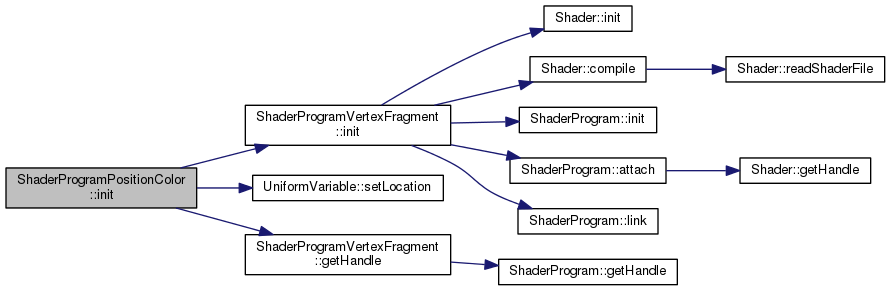 ShaderProgramPositionColor
::init
ShaderProgramVertexFragment
::init
UniformVariable::setLocation
ShaderProgramVertexFragment
::getHandle
Shader::init
Shader::compile
ShaderProgram::init
ShaderProgram::attach
ShaderProgram::link
ShaderProgram::getHandle
Shader::readShaderFile
Shader::getHandle